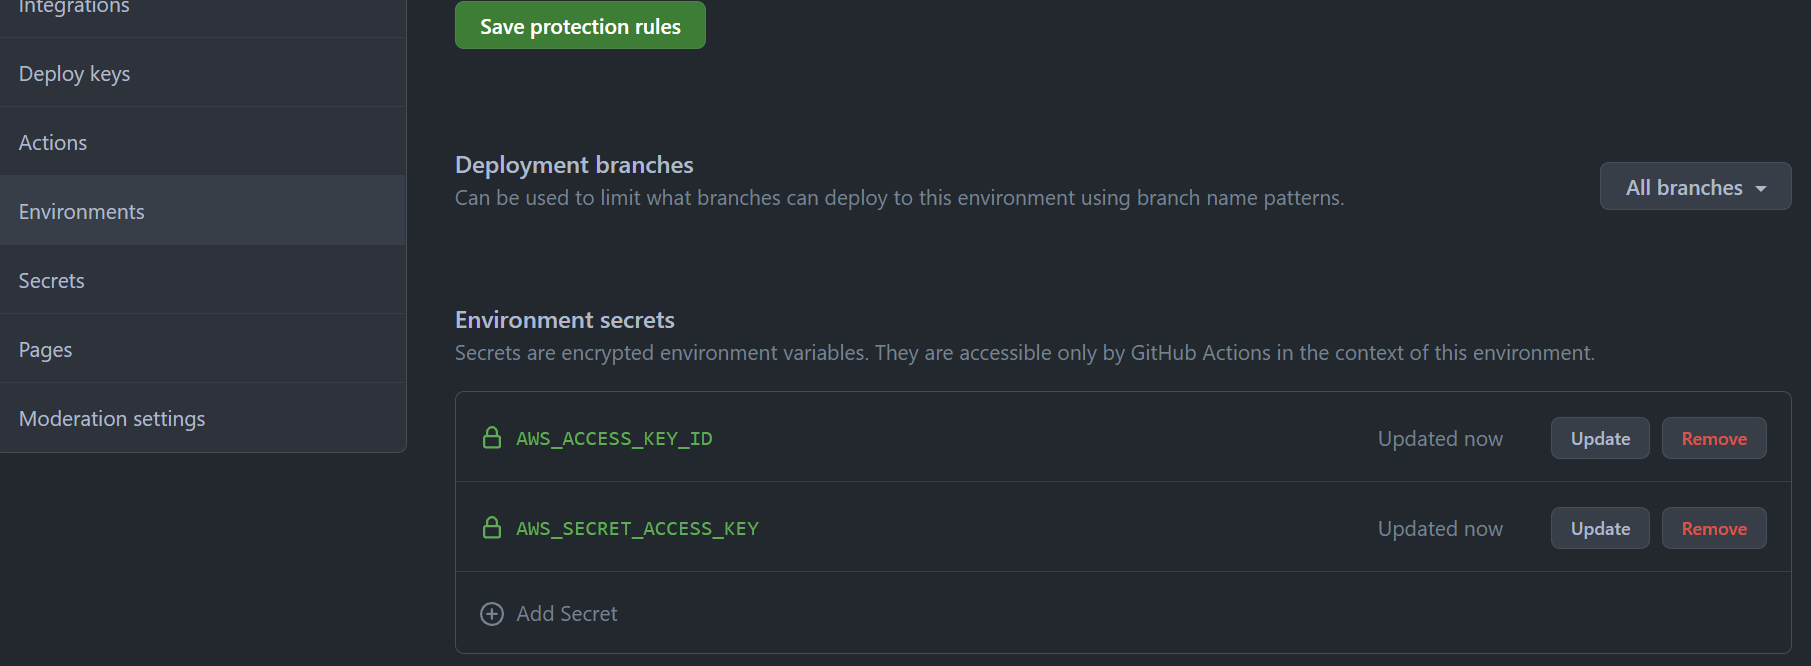 Integrations
Deploy keys
Actions
Environments
Secrets
Pages
Moderation settings
Save protection rules
Deployment branches
Can be used to limit what branches can deploy to this environment using branch name patterns.
All branches
Environment secrets
Secrets are encrypted environment variables. They are accessible only by GitHub Actions in the context of this environment.
AWS_ACCESS_KEY_ID Updated now Update Remove
AWS_SECRET_ACCESS_KEY Updated now Update Remove
Add Secret